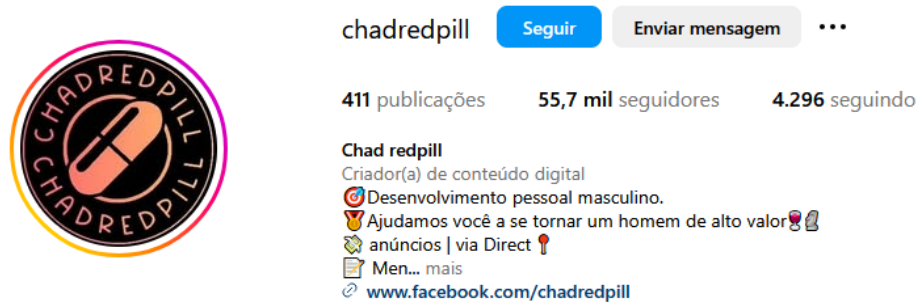 chadredpill Seguir Enviar mensagem
411 publicações 55,7 mil seguidores 4.296 seguindo
CHADREDPILL
CHADREDPILL
Chad redpill
Criador(a) de conteúdo digital
🎯Desenvolvimento pessoal masculino.
🏅Ajudamos você a se tornar um homem de alto valor🍷🗿
💸 anúncios | via Direct📍
📝 Men... mais
www.facebook.com/chadredpill